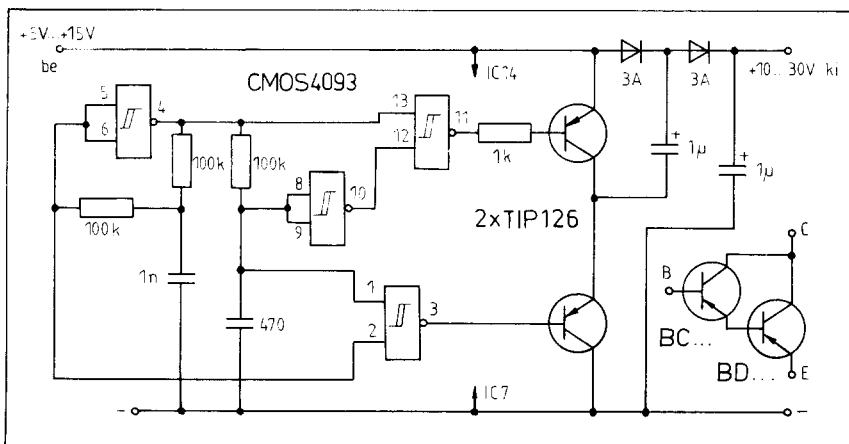 +5V...+15V
be
CMOS4093
IC14
3A
3A
+10...30V ki
5
6
4
13
12
11
1k
100k
100k
+
1µ
+
1µ
8
9
10
100k
2xTIP126
1n
470
1
2
3
C
B
BC...
BD...
E
IC7
-
-